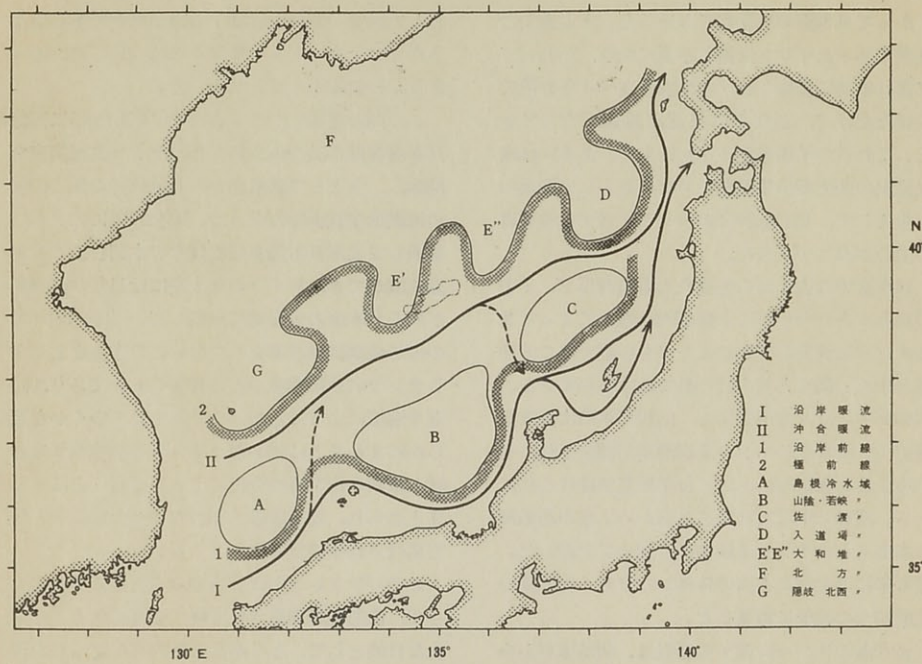 F
D
E"
N
40°
E'
C
G
2
B
II
A
1
I
I 沿岸暖流
II 沖合暖流
1 沿岸前線
2 極前線
A 島根冷水域
B 山陰・若峡 〃
C 佐渡 〃
D 入道埼 〃
E'E" 大和堆 〃
F 北方 〃
G 隠岐北西 〃
35°
130°E 135° 140°